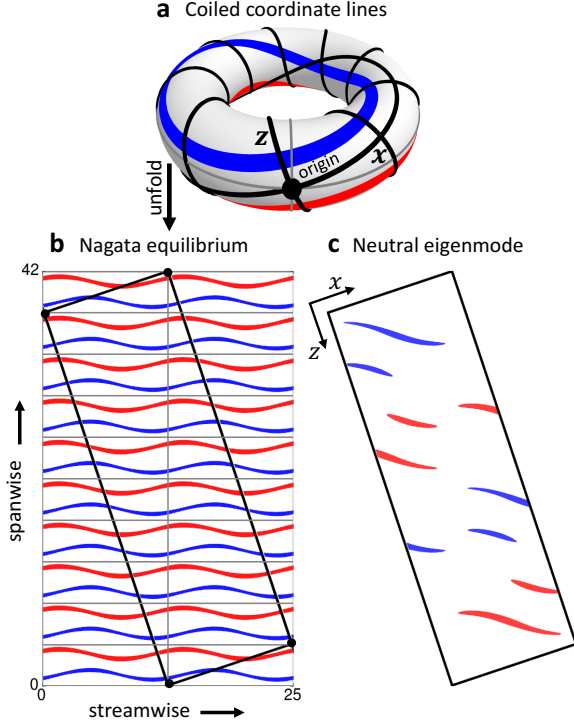 a Coiled coordinate lines
z
origin
x
unfold
b Nagata equilibrium
c Neutral eigenmode
42
x
z
spanwise
0
0
25
streamwise